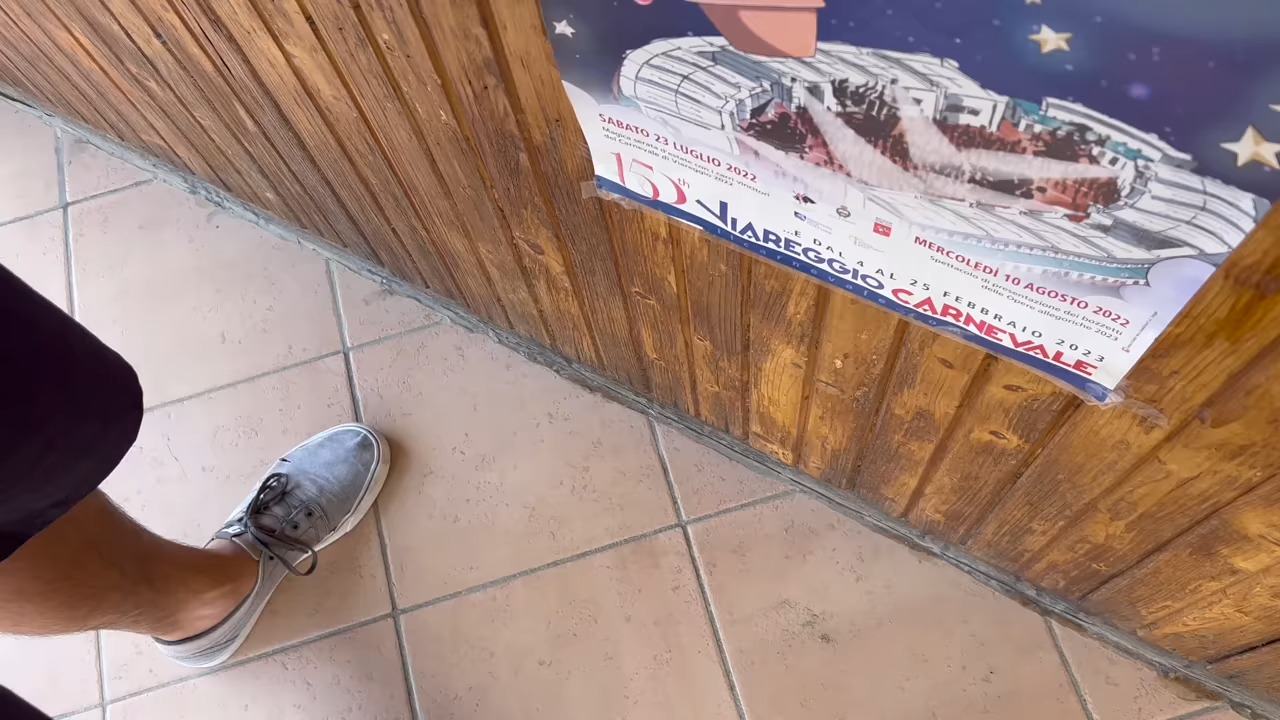 SABATO 23 LUGLIO 2022
Magica serata d'estate con i carri vincitori
del Carnevale di Viareggio 2022
150th
MERCOLEDÌ 10 AGOSTO 2022
Spettacolo di presentazione dei bozzetti
delle Opere allegoriche 2023
...E DAL 4 AL 25 FEBBRAIO 2023
VIAREGGIO CARNEVALE